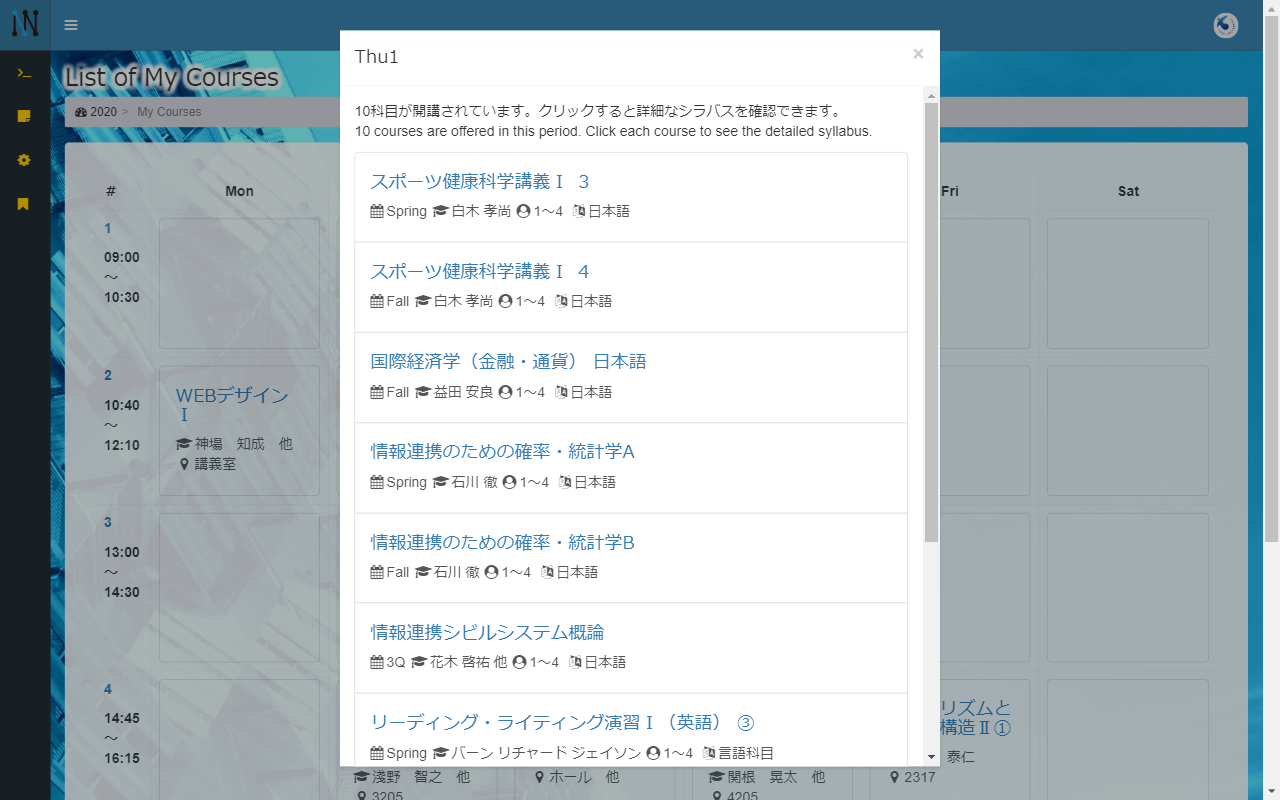 List of My Courses
2020 > My Courses
Thu1
×
10科目が開講されています。クリックすると詳細なシラバスを確認できます。
10 courses are offered in this period. Click each course to see the detailed syllabus.
スポーツ健康科学講義Ⅰ ３
Spring 白木 孝尚 1～4 日本語
スポーツ健康科学講義Ⅰ ４
Fall 白木 孝尚 1～4 日本語
国際経済学（金融・通貨） 日本語
Fall 益田 安良 1～4 日本語
情報連携のための確率・統計学A
Spring 石川 徹 1～4 日本語
情報連携のための確率・統計学B
Fall 石川 徹 1～4 日本語
情報連携シビルシステム概論
3Q 花木 啓祐 他 1～4 日本語
リーディング・ライティング演習Ⅰ（英語） ③
Spring バーン リチャード ジェイソン 1～4 言語科目
# Mon Fri Sat
1
09:00
～
10:30
2
10:40
～
12:10
WEBデザイン
Ⅰ
神場　知成　他
講義室
3
13:00
～
14:30
4
14:45
～
16:15
浅野　智之　他
3205
ホール　他
関根　晃太　他
4205
リズムと
構造Ⅱ①
泰仁
2317